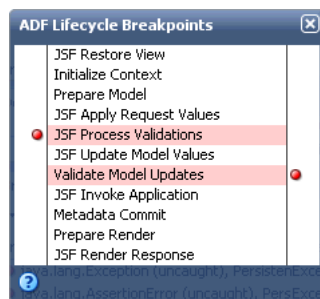 ADF Lifecycle Breakpoints
JSF Restore View
Initialize Context
Prepare Model
JSF Apply Request Values
JSF Process Validations
JSF Update Model Values
Validate Model Updates
JSF Invoke Application
Metadata Commit
Prepare Render
JSF Render Response
?
java.lang.Exception (uncaught), PersistenExce
java.lang.AssertionError (uncaught), PersExce